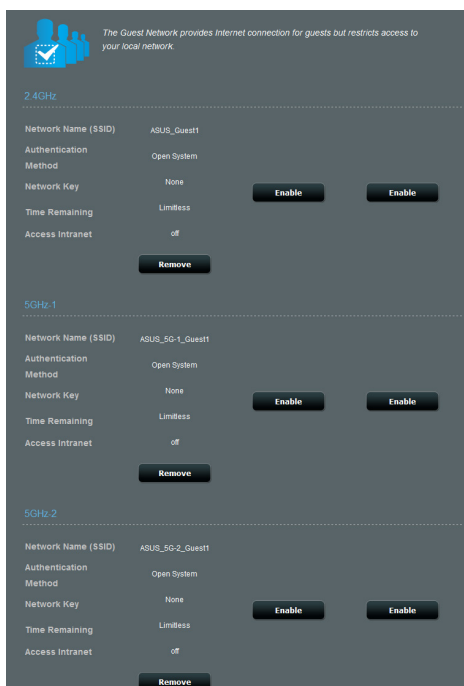 The Guest Network provides Internet connection for guests but restricts access to
your local network.
2.4GHz
Network Name (SSID) ASUS_Guest1
Authentication
Method Open System
Network Key None
Enable Enable
Time Remaining Limitless
Access Intranet off
Remove
5GHz-1
Network Name (SSID) ASUS_5G-1_Guest1
Authentication
Method Open System
Network Key None
Enable Enable
Time Remaining Limitless
Access Intranet off
Remove
5GHz-2
Network Name (SSID) ASUS_5G-2_Guest1
Authentication
Method Open System
Network Key None
Enable Enable
Time Remaining Limitless
Access Intranet off
Remove